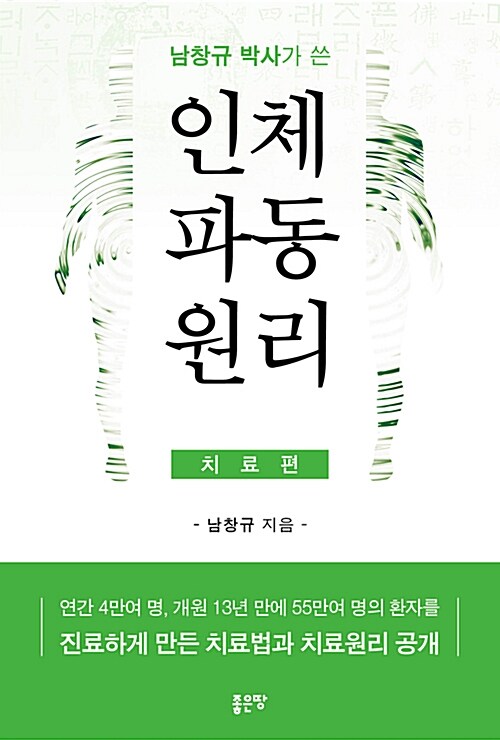 남창규 박사가 쓴
인체
파동
원리
치료편
- 남창규 지음 -
연간 4만여 명, 개원 13년 만에 55만여 명의 환자를
진료하게 만든 치료법과 치료원리 공개
좋은땅